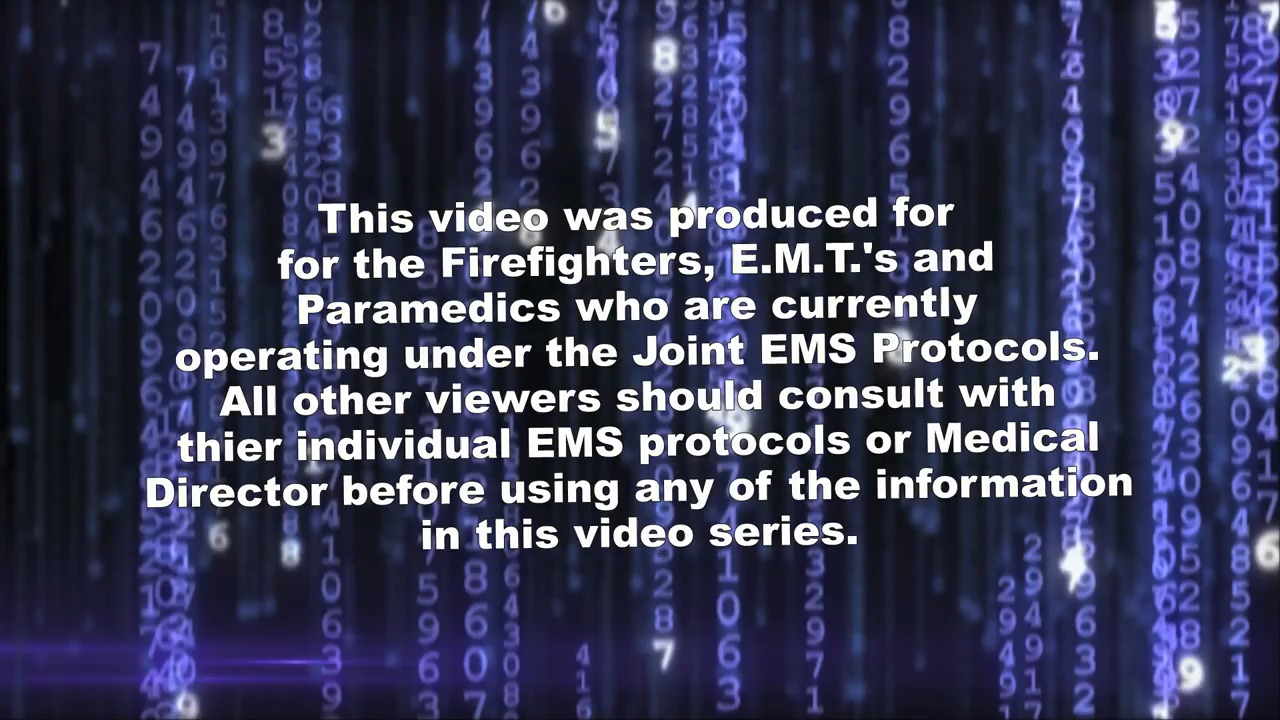 This video was produced for
for the Firefighters, E.M.T.'s and
Paramedics who are currently
operating under the Joint EMS Protocols.
All other viewers should consult with
thier individual EMS protocols or Medical
Director before using any of the information
in this video series.